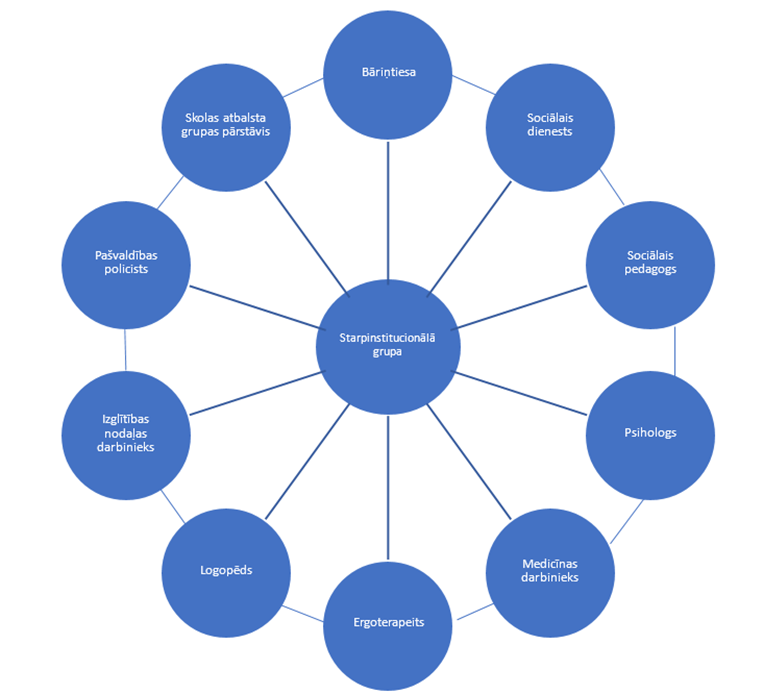 Bāriņtiesa
Sociālais
dienests
Sociālais
pedagogs
Psihologs
Medicīnas
darbinieks
Ergoterapeits
Logopēds
Izglītības
nodaļas
darbinieks
Pašvaldības
policists
Skolas atbalsta
grupas pārstāvis
Starpinstitucionālā
grupa